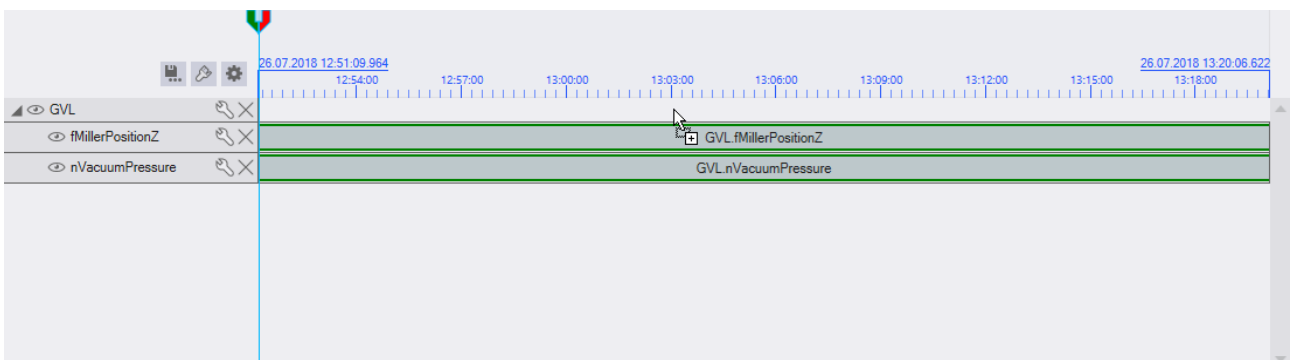 26.07.2018 12:51:09.964 26.07.2018 13:20:06.622
12:54:00 12:57:00 13:00:00 13:03:00 13:06:00 13:09:00 13:12:00 13:15:00 13:18:00
GVL
fMillerPositionZ GVL.fMillerPositionZ
nVacuumPressure GVL.nVacuumPressure